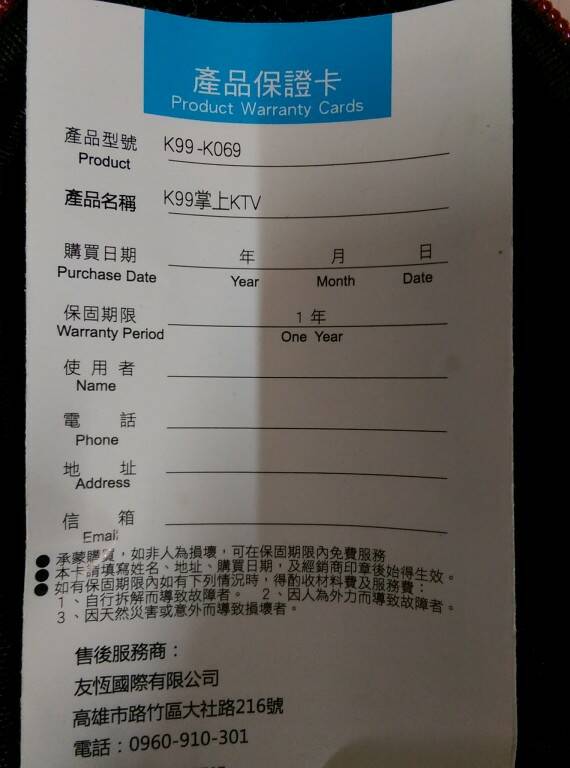 產品保證卡
Product Warranty Cards
產品型號 K99-K069
Product
產品名稱 K99掌上KTV
購買日期 年 月 日
Purchase Date Year Month Date
保固期限 1 年
Warranty Period One Year
使用者
Name
電話
Phone
地址
Address
信箱
Email
●承蒙購買，如非人為損壞，可在保固期限內免費服務
●本卡請填寫姓名、地址、購買日期，及經銷商印章後始得生效。
●如有保固期限內如有下列情況時，得酌收材料費及服務費：
1、自行拆解而導致故障者。 2、因人為外力而導致故障者。
3、因天然災害或意外而導致損壞者。
售後服務商：
友恆國際有限公司
高雄市路竹區大社路216號
電話：0960-910-301